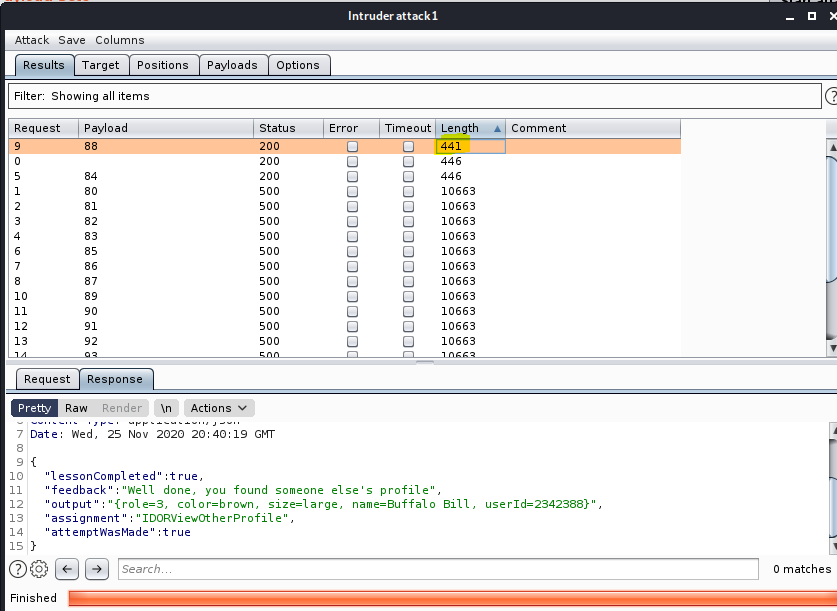 Intruder attack1
Attack Save Columns
Results Target Positions Payloads Options
Filter: Showing all items ?
Request Payload Status Error Timeout Length Comment
9 88 200 441
0 200 446
5 84 200 446
1 80 500 10663
2 81 500 10663
3 82 500 10663
4 83 500 10663
6 85 500 10663
7 86 500 10663
8 87 500 10663
10 89 500 10663
11 90 500 10663
12 91 500 10663
13 92 500 10663
14 93 500 10663
Request Response
Pretty Raw Render \n Actions
6 Content-Type: application/json
7 Date: Wed, 25 Nov 2020 20:40:19 GMT
8
9 {
10 "lessonCompleted":true,
11 "feedback":"Well done, you found someone else's profile",
12 "output":"{role=3, color=brown, size=large, name=Buffalo Bill, userId=2342388}",
13 "assignment":"IDORViewOtherProfile",
14 "attemptWasMade":true
15 }
? Search... 0 matches
Finished